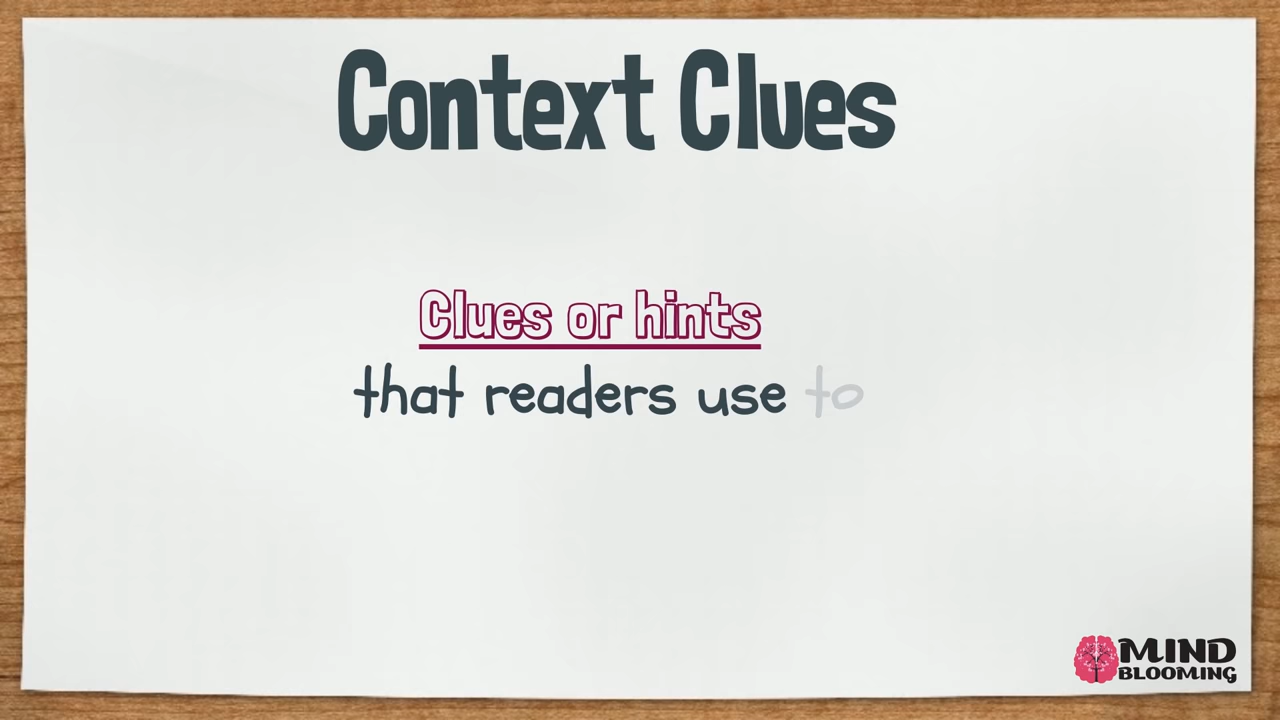 Context Clues
Clues or hints
that readers use to
MIND
BLOOMING